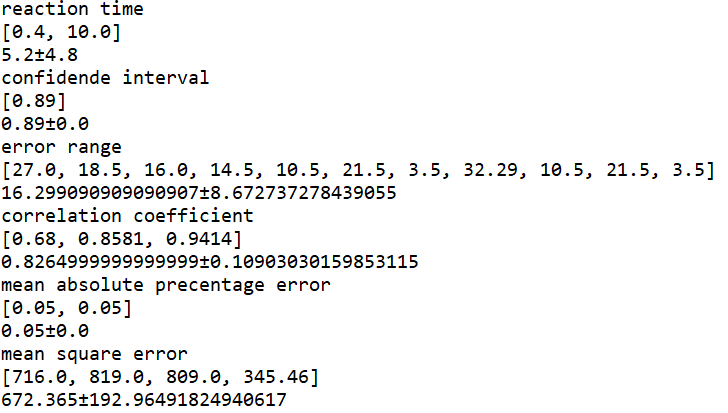 reaction time
[0.4, 10.0]
5.2±4.8
confidende interval
[0.89]
0.89±0.0
error range
[27.0, 18.5, 16.0, 14.5, 10.5, 21.5, 3.5, 32.29, 10.5, 21.5, 3.5]
16.299090909090907±8.672737278439055
correlation coefficient
[0.68, 0.8581, 0.9414]
0.8264999999999999±0.10903030159853115
mean absolute precentage error
[0.05, 0.05]
0.05±0.0
mean square error
[716.0, 819.0, 809.0, 345.46]
672.365±192.96491824940617